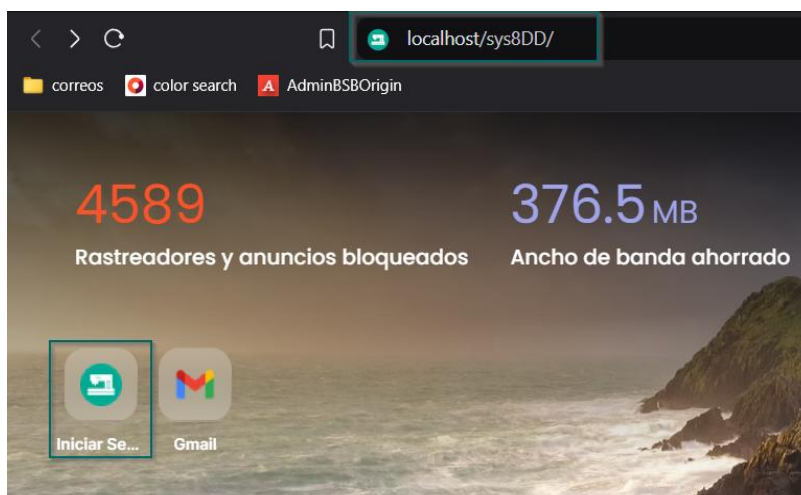 localhost/sys8DD/
correos color search AdminBSBOrigin
4589 376.5 MB
Rastreadores y anuncios bloqueados Ancho de banda ahorrado
Iniciar Se... Gmail